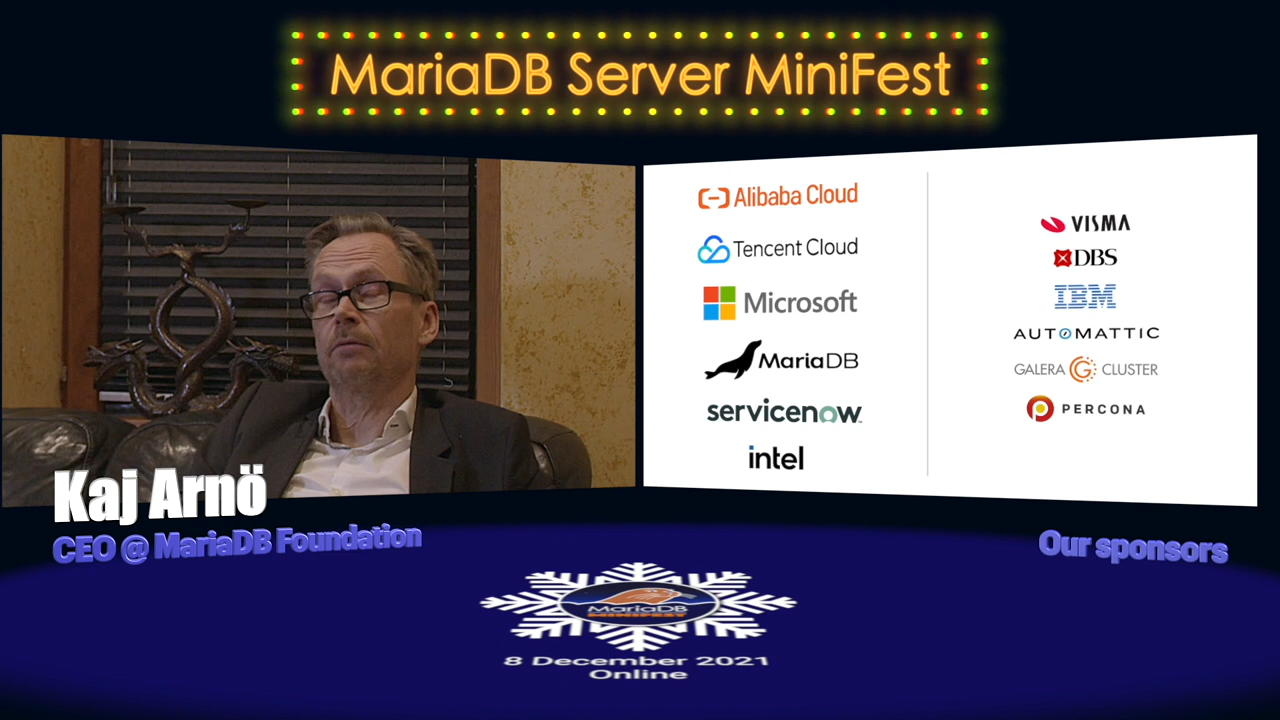 MariaDB Server MiniFest
Alibaba Cloud
Tencent Cloud
Microsoft
MariaDB
servicenow
intel
VISMA
DBS
IBM
AUTOMATTIC
GALERA CLUSTER
PERCONA
Kaj Arnö
CEO @ MariaDB Foundation
Our sponsors
MariaDB
MINIFEST
8 December 2021
Online